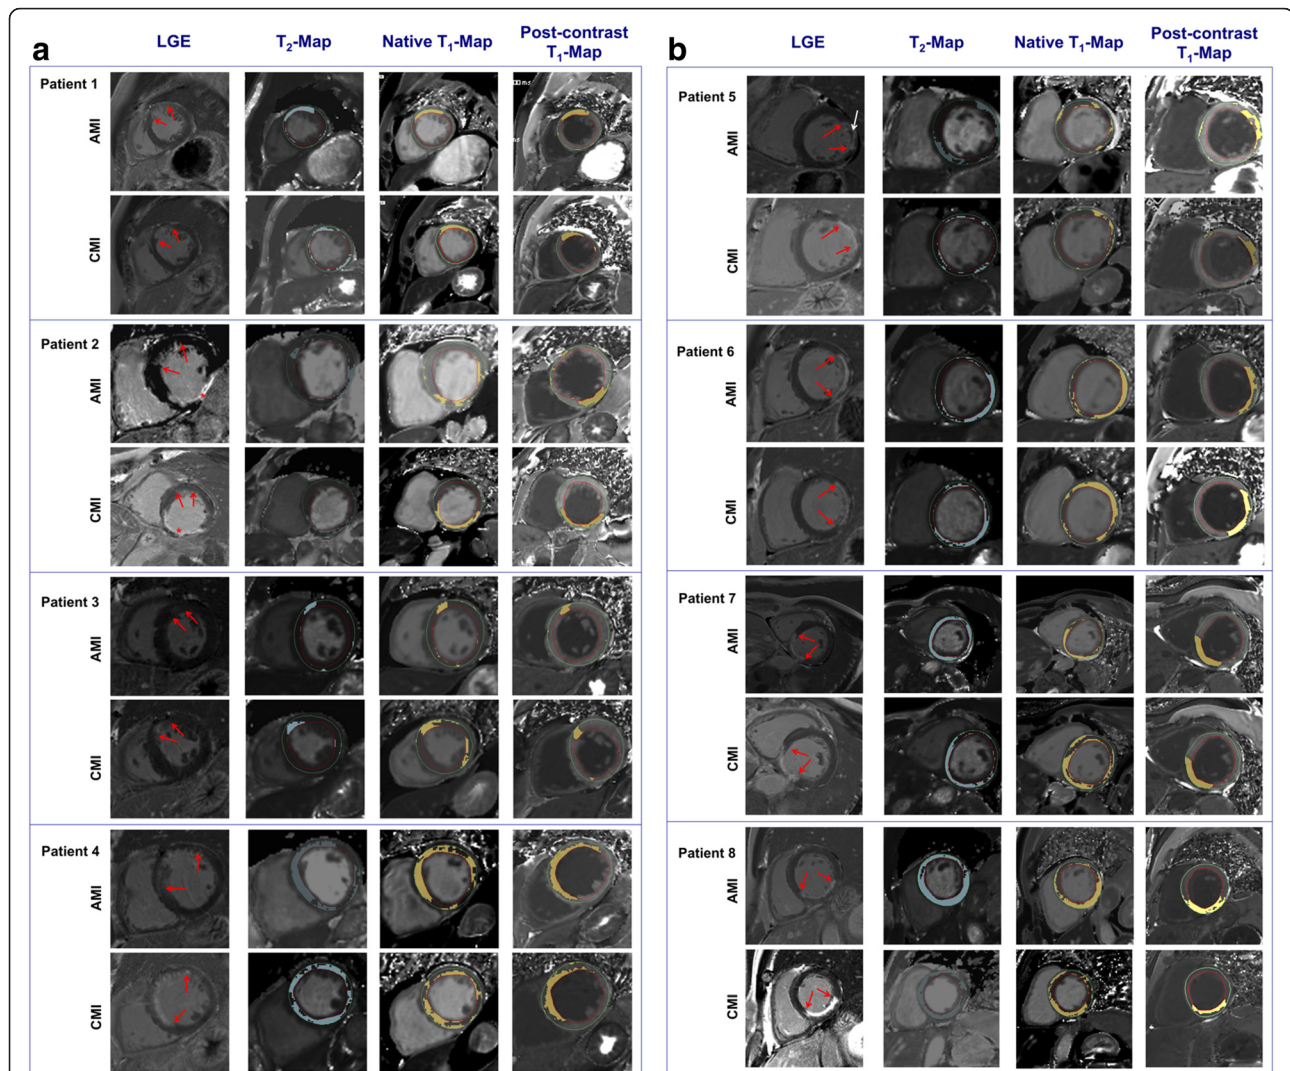 a
LGE
T2-Map
Native T1-Map
Post-contrast
T1-Map
Patient 1
AMI
CMI
Patient 2
AMI
CMI
Patient 3
AMI
CMI
Patient 4
AMI
CMI
b
LGE
T2-Map
Native T1-Map
Post-contrast
T1-Map
Patient 5
AMI
CMI
Patient 6
AMI
CMI
Patient 7
AMI
CMI
Patient 8
AMI
CMI